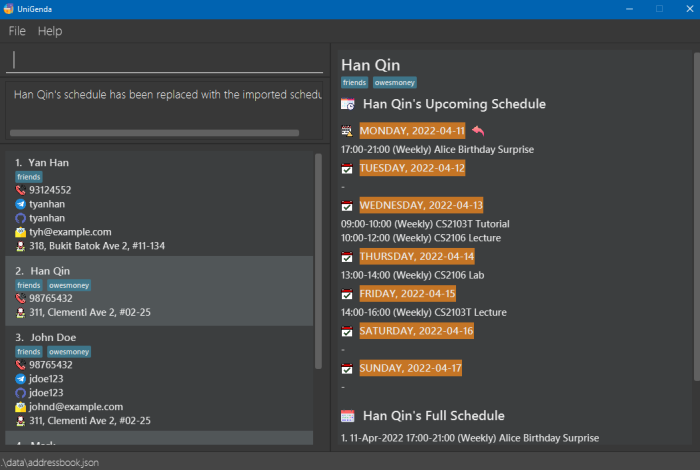 UniGenda
File Help
Han Qin's schedule has been replaced with the imported schedu
1. Yan Han
friends
93124552
tyanhan
tyanhan
tyh@example.com
318, Bukit Batok Ave 2, #11-134
2. Han Qin
friends owesmoney
98765432
311, Clementi Ave 2, #02-25
3. John Doe
friends owesmoney
98765432
jdoe123
jdoe123
johnd@example.com
311, Clementi Ave 2, #02-25
Han Qin
friends owesmoney
Han Qin's Upcoming Schedule
MONDAY, 2022-04-11
17:00-21:00 (Weekly) Alice Birthday Surprise
TUESDAY, 2022-04-12
-
WEDNESDAY, 2022-04-13
09:00-10:00 (Weekly) CS2103T Tutorial
10:00-12:00 (Weekly) CS2106 Lecture
THURSDAY, 2022-04-14
13:00-14:00 (Weekly) CS2106 Lab
FRIDAY, 2022-04-15
14:00-16:00 (Weekly) CS2103T Lecture
SATURDAY, 2022-04-16
-
SUNDAY, 2022-04-17
-
Han Qin's Full Schedule
1. 11-Apr-2022 17:00-21:00 (Weekly) Alice Birthday Surprise
.\data\addressbook.json